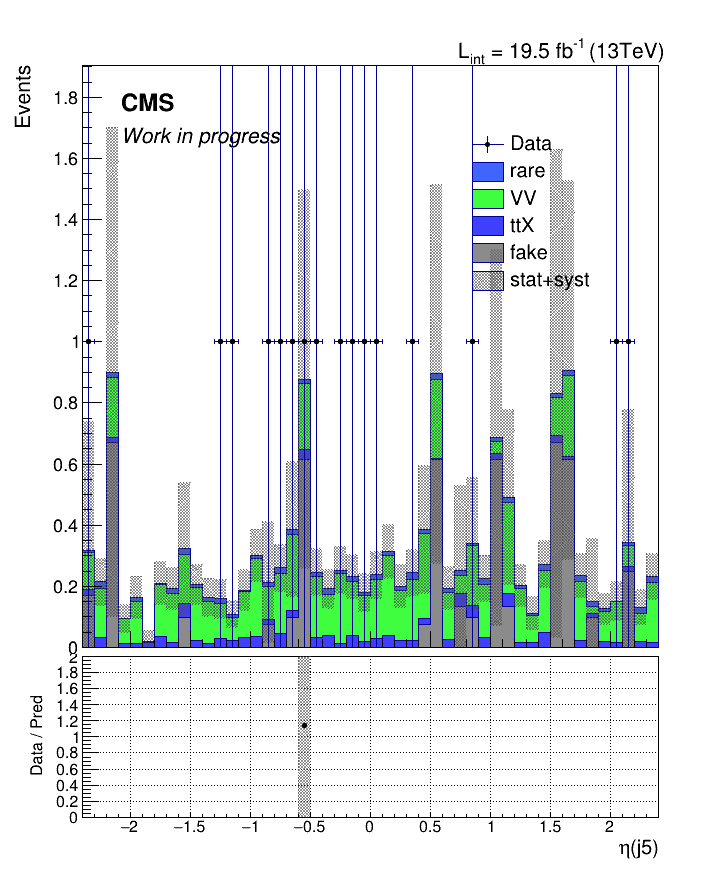 L_int = 19.5 fb^-1 (13TeV)
Events
CMS
Work in progress
Data
rare
VV
ttX
fake
stat+syst
1.8
1.6
1.4
1.2
1
0.8
0.6
0.4
0.2
0
Data / Pred
2
1.8
1.6
1.4
1.2
1
0.8
0.6
0.4
0.2
0
−2 −1.5 −1 −0.5 0 0.5 1 1.5 2
η(j5)